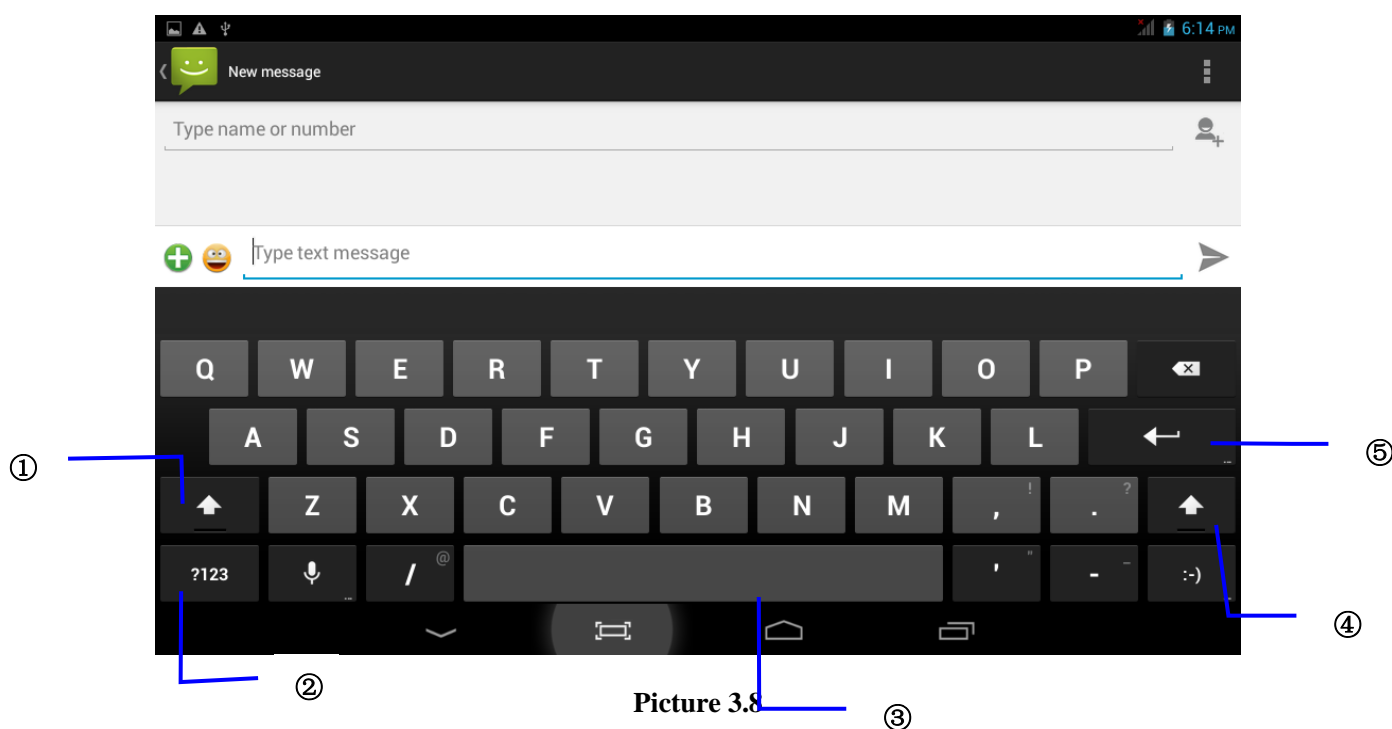 6:14 PM
New message
Type name or number
Type text message
Q W E R T Y U I O P
A S D F G H J K L
① ⑤
Z X C V B N M , ! . ?
?123 / @ ' " - _ :-)
④
②
Picture 3.8
③